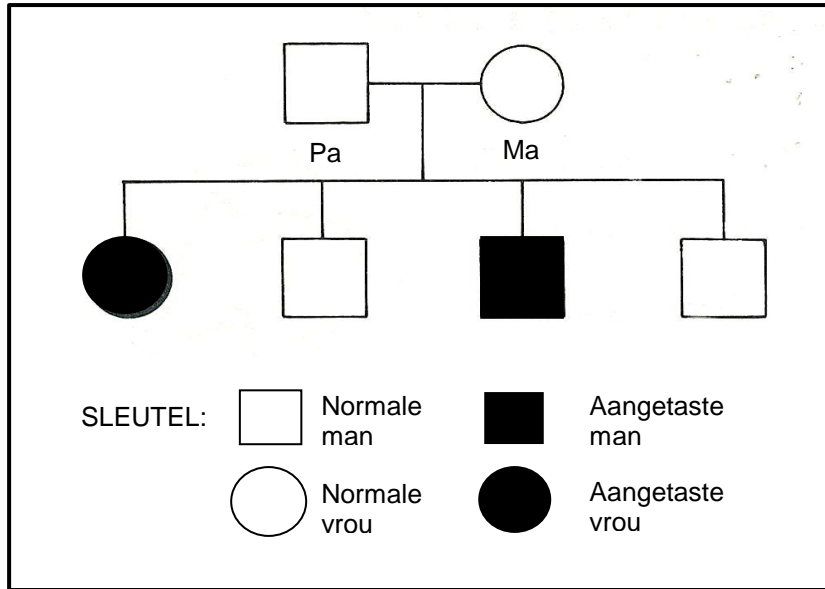 Pa
Ma
SLEUTEL:
Normale
man
Aangetaste
man
Normale
vrou
Aangetaste
vrou